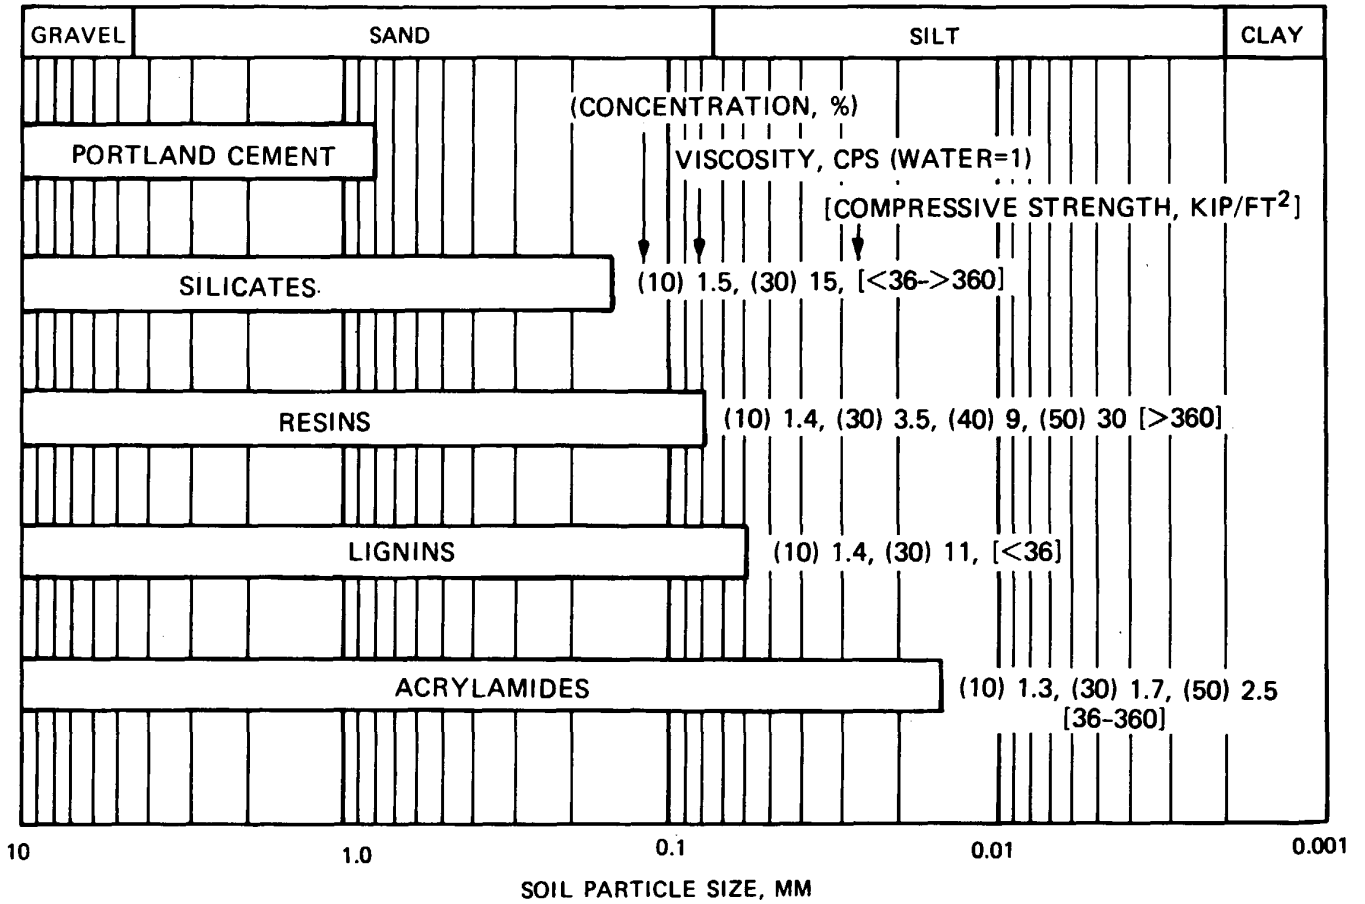 GRAVEL SAND SILT CLAY
(CONCENTRATION, %)
PORTLAND CEMENT
VISCOSITY, CPS (WATER=1)
[COMPRESSIVE STRENGTH, KIP/FT²]
SILICATES
(10) 1.5, (30) 15, [<36->360]
RESINS
(10) 1.4, (30) 3.5, (40) 9, (50) 30 [>360]
LIGNINS
(10) 1.4, (30) 11, [<36]
ACRYLAMIDES
(10) 1.3, (30) 1.7, (50) 2.5
[36-360]
10 1.0 0.1 0.01 0.001
SOIL PARTICLE SIZE, MM